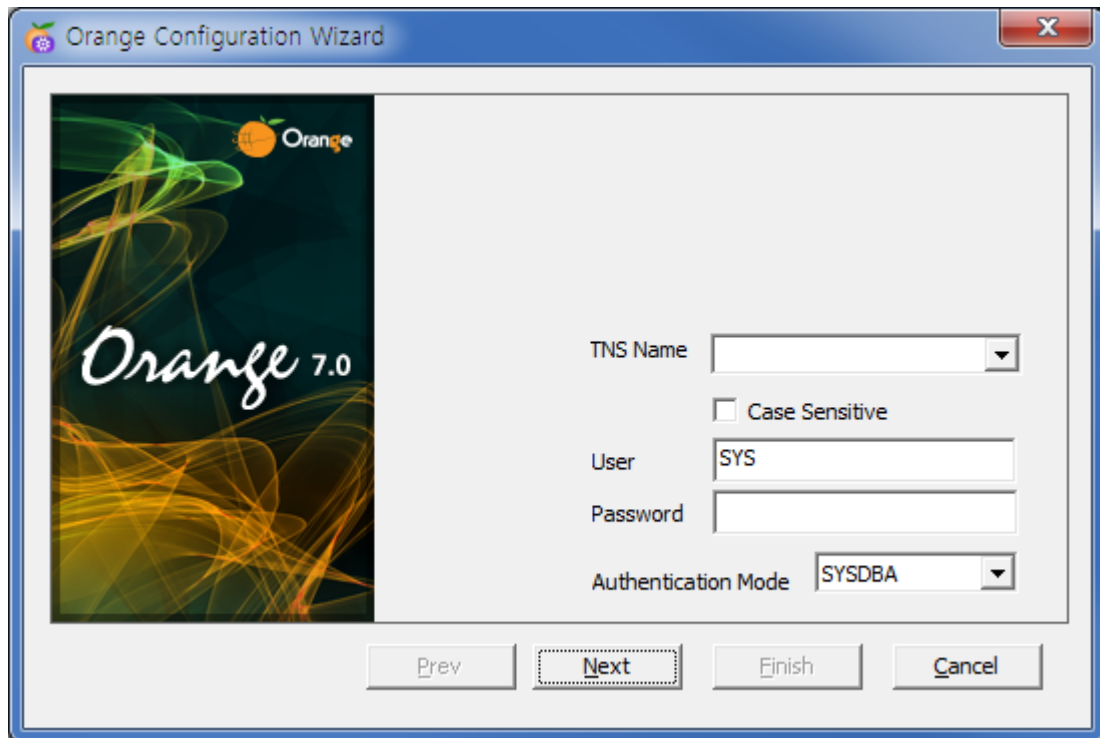 Orange Configuration Wizard
Orange
Orange 7.0
TNS Name
Case Sensitive
User SYS
Password
Authentication Mode SYSDBA
Prev Next Finish Cancel